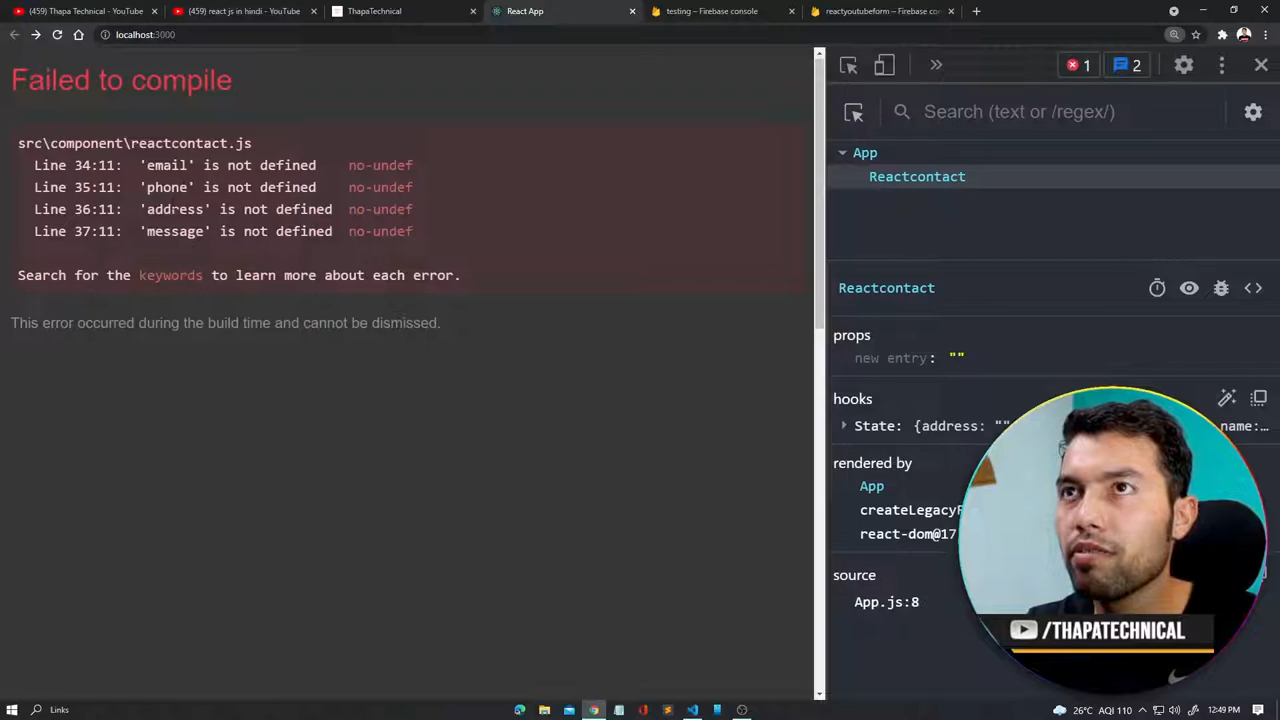 (459) Thapa Technical - YouTube
(459) react js in hindi - YouTube
ThapaTechnical
React App
testing – Firebase console
reactyoutubeform – Firebase co
localhost:3000
Failed to compile
src\component\reactcontact.js
Line 34:11: 'email' is not defined no-undef
Line 35:11: 'phone' is not defined no-undef
Line 36:11: 'address' is not defined no-undef
Line 37:11: 'message' is not defined no-undef
Search for the keywords to learn more about each error.
This error occurred during the build time and cannot be dismissed.
1
2
Search (text or /regex/)
App
Reactcontact
Reactcontact
props
new entry: ""
hooks
State: {address: "" name:…
rendered by
App
createLegacy
react-dom@17
source
App.js:8
/THAPATECHNICAL
Links
26°C AQI 110
12:49 PM